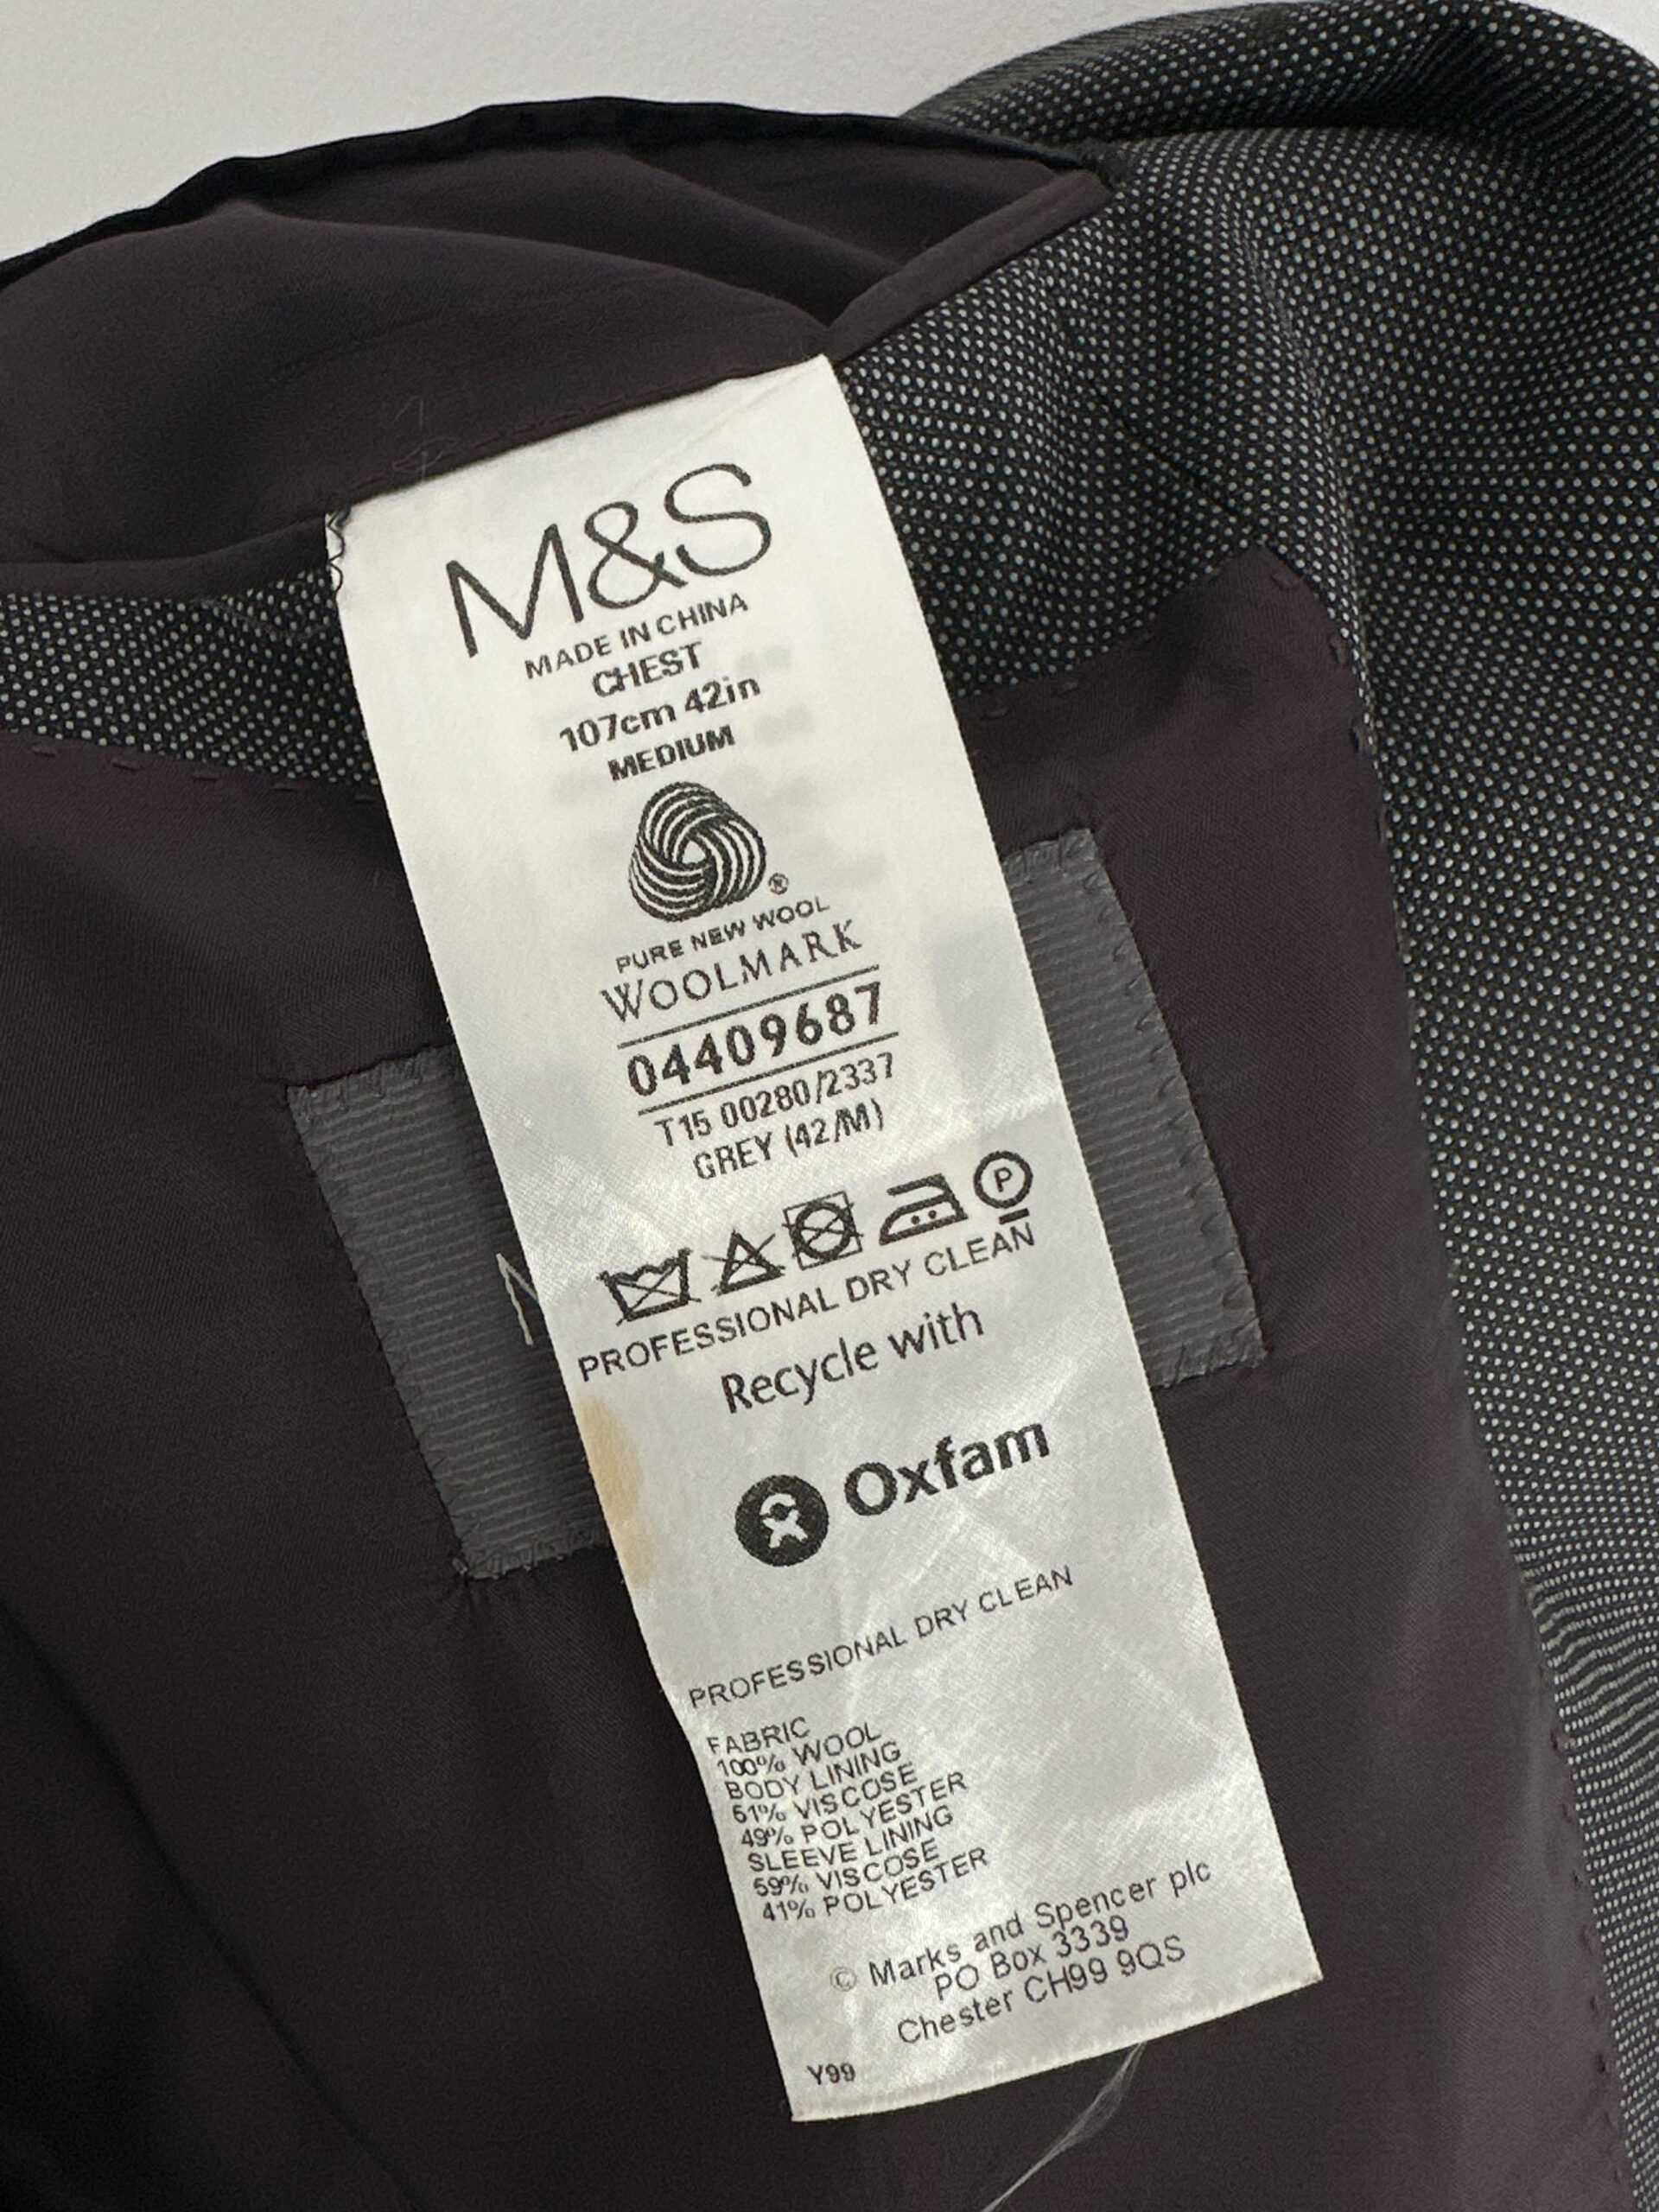 M&S
MADE IN CHINA
CHEST
107cm 42in
MEDIUM
®
PURE NEW WOOL
WOOLMARK
04409687
T15 00280/2337
GREY (42/M)
P
PROFESSIONAL DRY CLEAN
Recycle with
Oxfam
PROFESSIONAL DRY CLEAN
FABRIC
100% WOOL
BODY LINING
51% VISCOSE
49% POLYESTER
SLEEVE LINING
59% VISCOSE
41% POLYESTER
© Marks and Spencer plc
PO Box 3339
Chester CH99 9QS
Y99